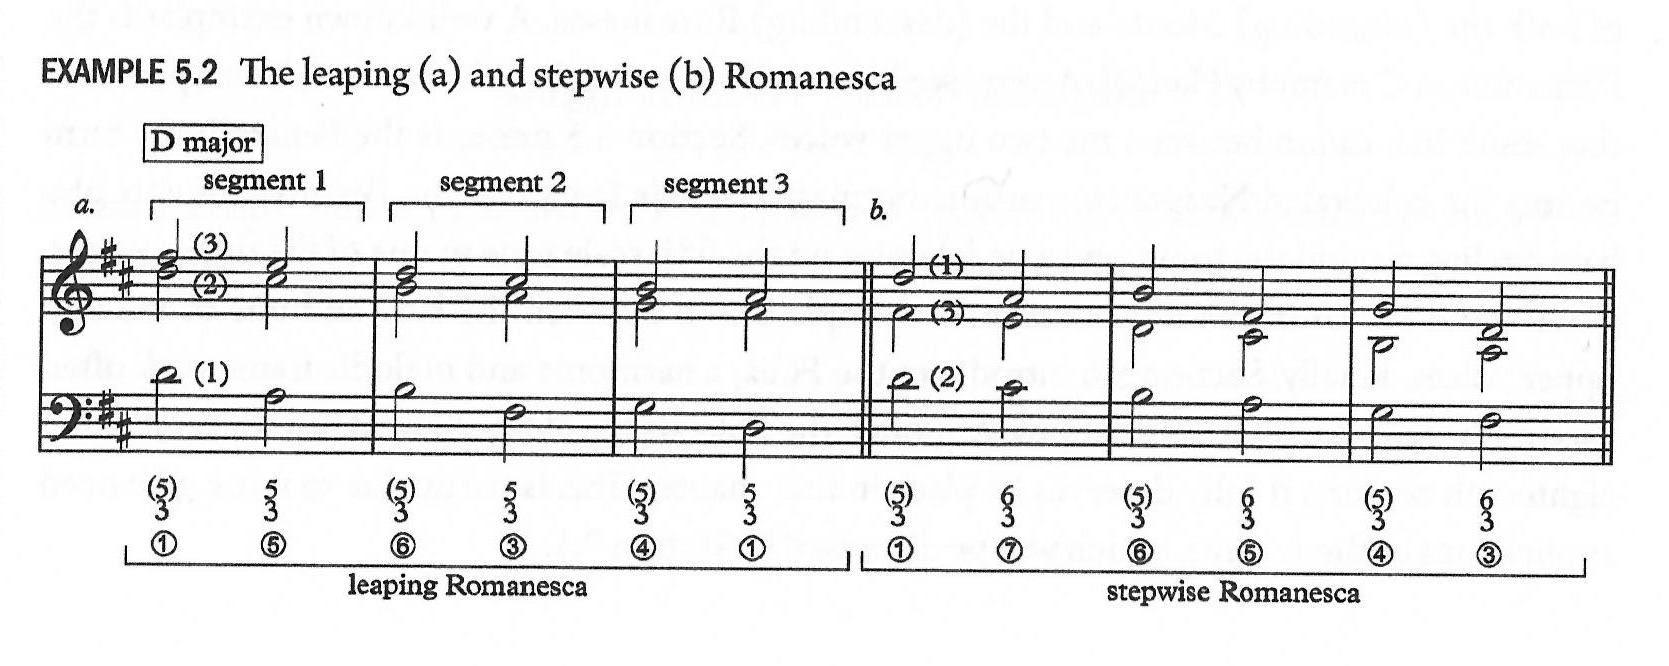 EXAMPLE 5.2 The leaping (a) and stepwise (b) Romanesca
D major
segment 1 segment 2 segment 3
a. b.
(3) (1)
(2) (3)
(1) (2)
(5) 5 (5) 5 (5) 5 (5) 6 (5) 6 (5) 6
3 3 3 3 3 3 3 3 3 3 3 3
① ⑤ ⑥ ③ ④ ① ① ⑦ ⑥ ⑤ ④ ③
leaping Romanesca stepwise Romanesca